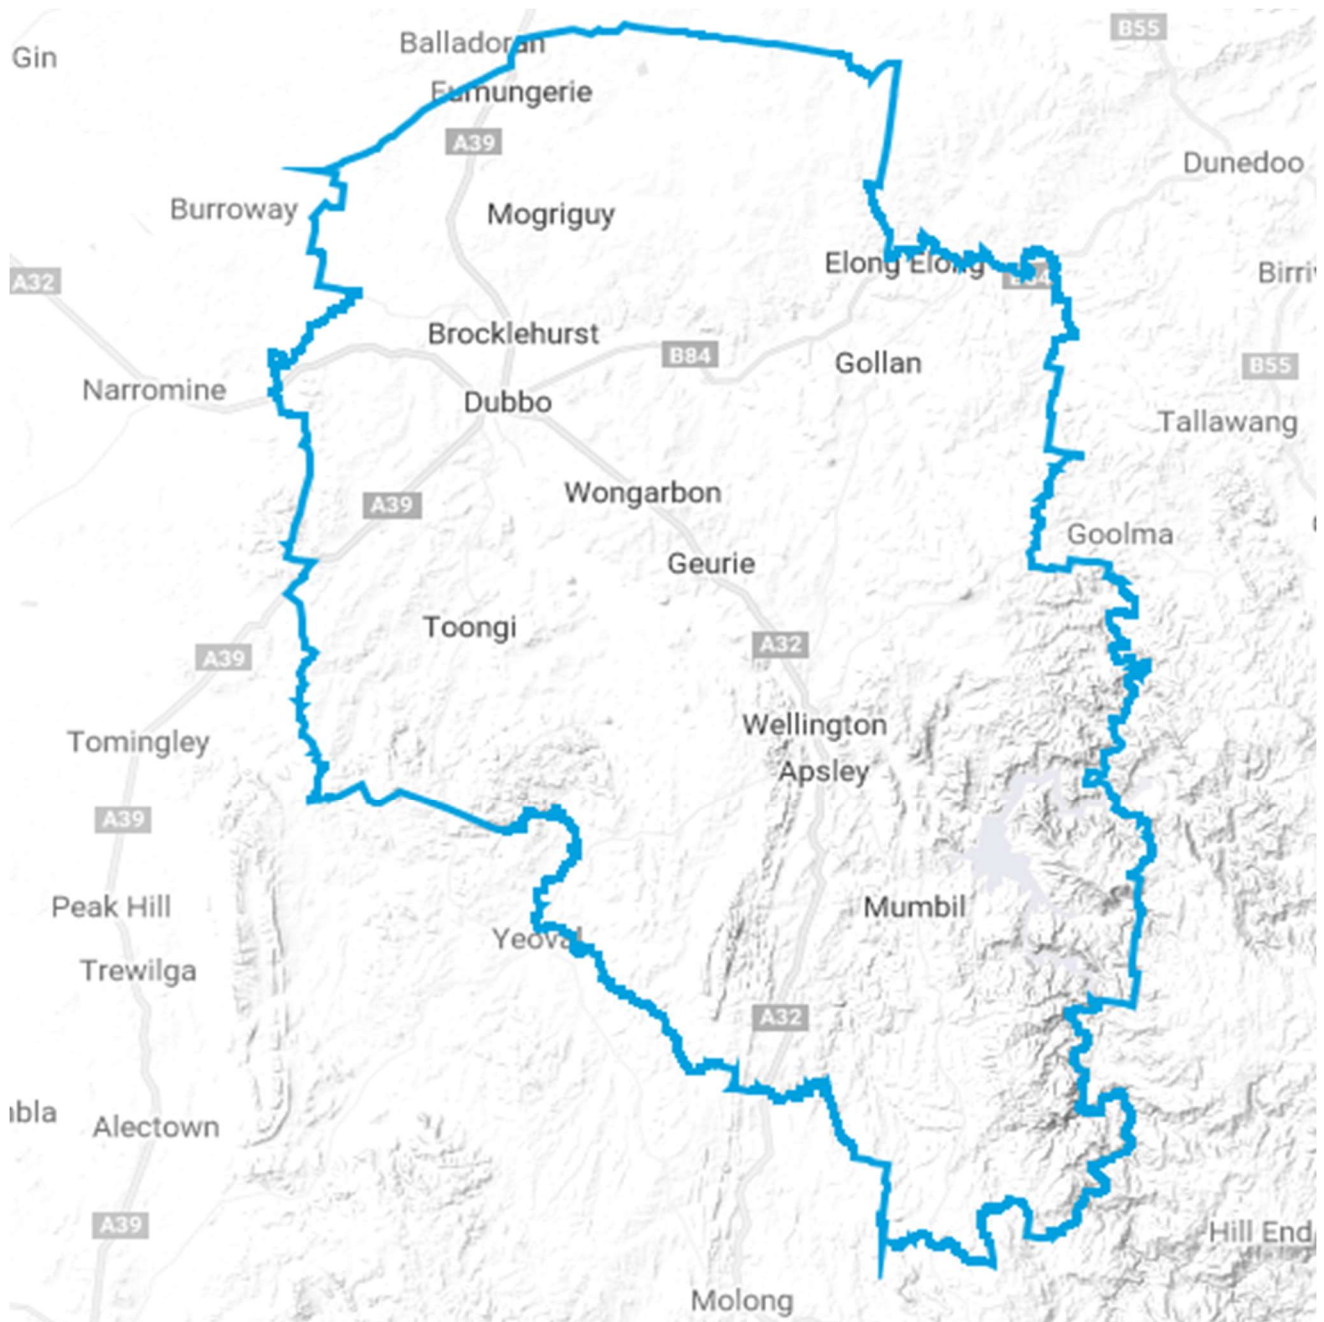 B55
Balladoran
Gin
Eumungerie
A39
Dunedoo
Burroway
Mogriguy
Elong Elong
A32
B84
Brocklehurst
B84
Gollan
B55
Narromine
Dubbo
Tallawang
Wongarbon
A39
Goolma
Geurie
Toongi
A32
A39
Wellington
Tomingley
Apsley
A39
Peak Hill
Mumbil
Yeoval
Trewilga
A32
Alectown
A39
Hill End
Molong